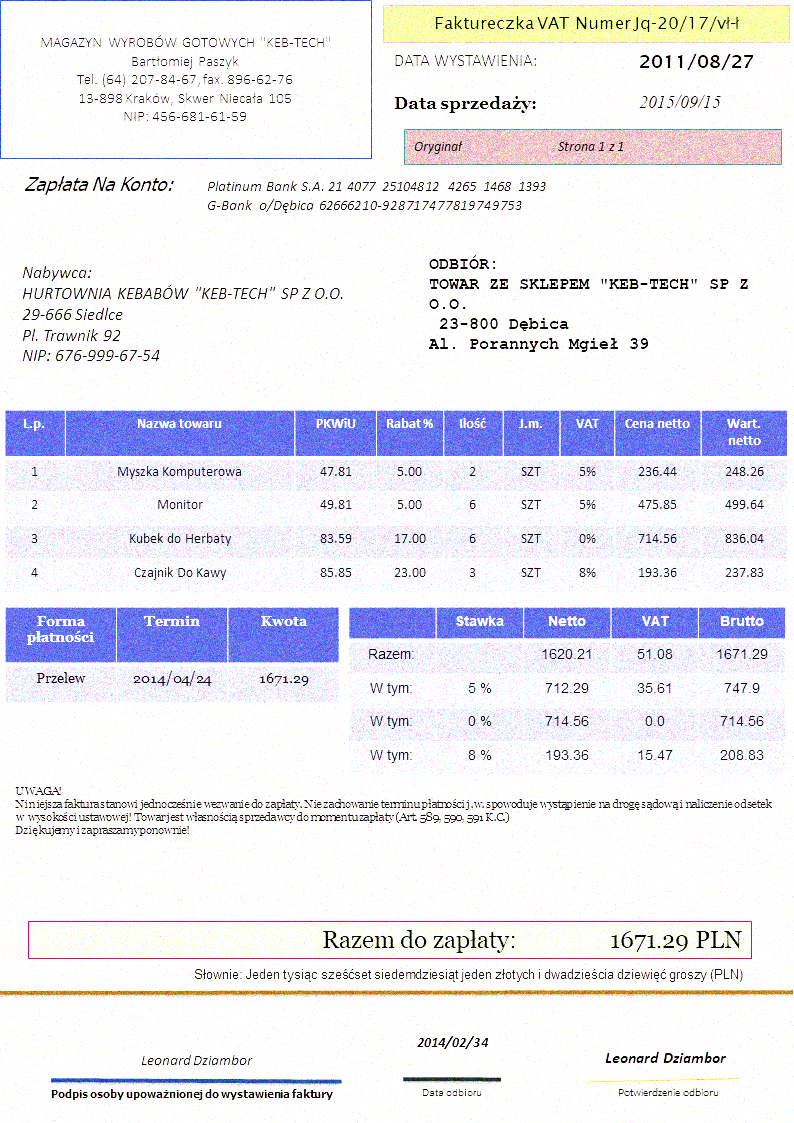 MAGAZYN WYROBÓW GOTOWYCH "KEB-TECH"
Bartłomiej Paszyk
Tel. (64) 207-84-67, fax. 896-62-76
13-898 Kraków, Skwer Niecała 105
NIP: 456-681-61-59
Faktureczka VAT Numer Jq-20/17/vł-ł
DATA WYSTAWIENIA: 2011/08/27
Data sprzedaży: 2015/09/15
Oryginał Strona 1 z 1
Zapłata Na Konto: Platinum Bank S.A. 21 4077 25104812 4265 1468 1393
G-Bank o/Dębica 62666210-928717477819749753
Nabywca:
HURTOWNIA KEBABÓW "KEB-TECH" SP Z O.O.
29-666 Siedlce
Pl. Trawnik 92
NIP: 676-999-67-54
ODBIÓR:
TOWAR ZE SKLEPEM "KEB-TECH" SP Z
O.O.
23-800 Dębica
Al. Porannych Mgieł 39
L.p. Nazwa towaru PKWiU Rabat % Ilość J.m. VAT Cena netto Wart.
netto
1 Myszka Komputerowa 47.81 5.00 2 SZT 5% 236.44 248.26
2 Monitor 49.81 5.00 6 SZT 5% 475.85 499.64
3 Kubek do Herbaty 83.59 17.00 6 SZT 0% 714.56 836.04
4 Czajnik Do Kawy 85.85 23.00 3 SZT 8% 193.36 237.83
Forma
płatności Termin Kwota
Przelew 2014/04/24 1671.29
Stawka Netto VAT Brutto
Razem: 1620.21 51.08 1671.29
W tym: 5 % 712.29 35.61 747.9
W tym: 0 % 714.56 0.0 714.56
W tym: 8 % 193.36 15.47 208.83
UWAGA!
Niniejsza faktura stanowi jednocześnie wezwanie do zapłaty. Nie zachowanie terminu płatności j.w. spowoduje wystąpienie na drogę sądową i naliczenie odsetek
w wysokości ustawowej! Towar jest własnością sprzedawcy do momentu zapłaty (Art. 589, 590, 591 K.C.)
Dziękujemy i zapraszamy ponownie!
Razem do zapłaty: 1671.29 PLN
Słownie: Jeden tysiąc sześćset siedemdziesiąt jeden złotych i dwadzieścia dziewięć groszy (PLN)
Leonard Dziambor
Podpis osoby upoważnionej do wystawienia faktury
2014/02/34
Data odbioru
Leonard Dziambor
Potwierdzenie odbioru